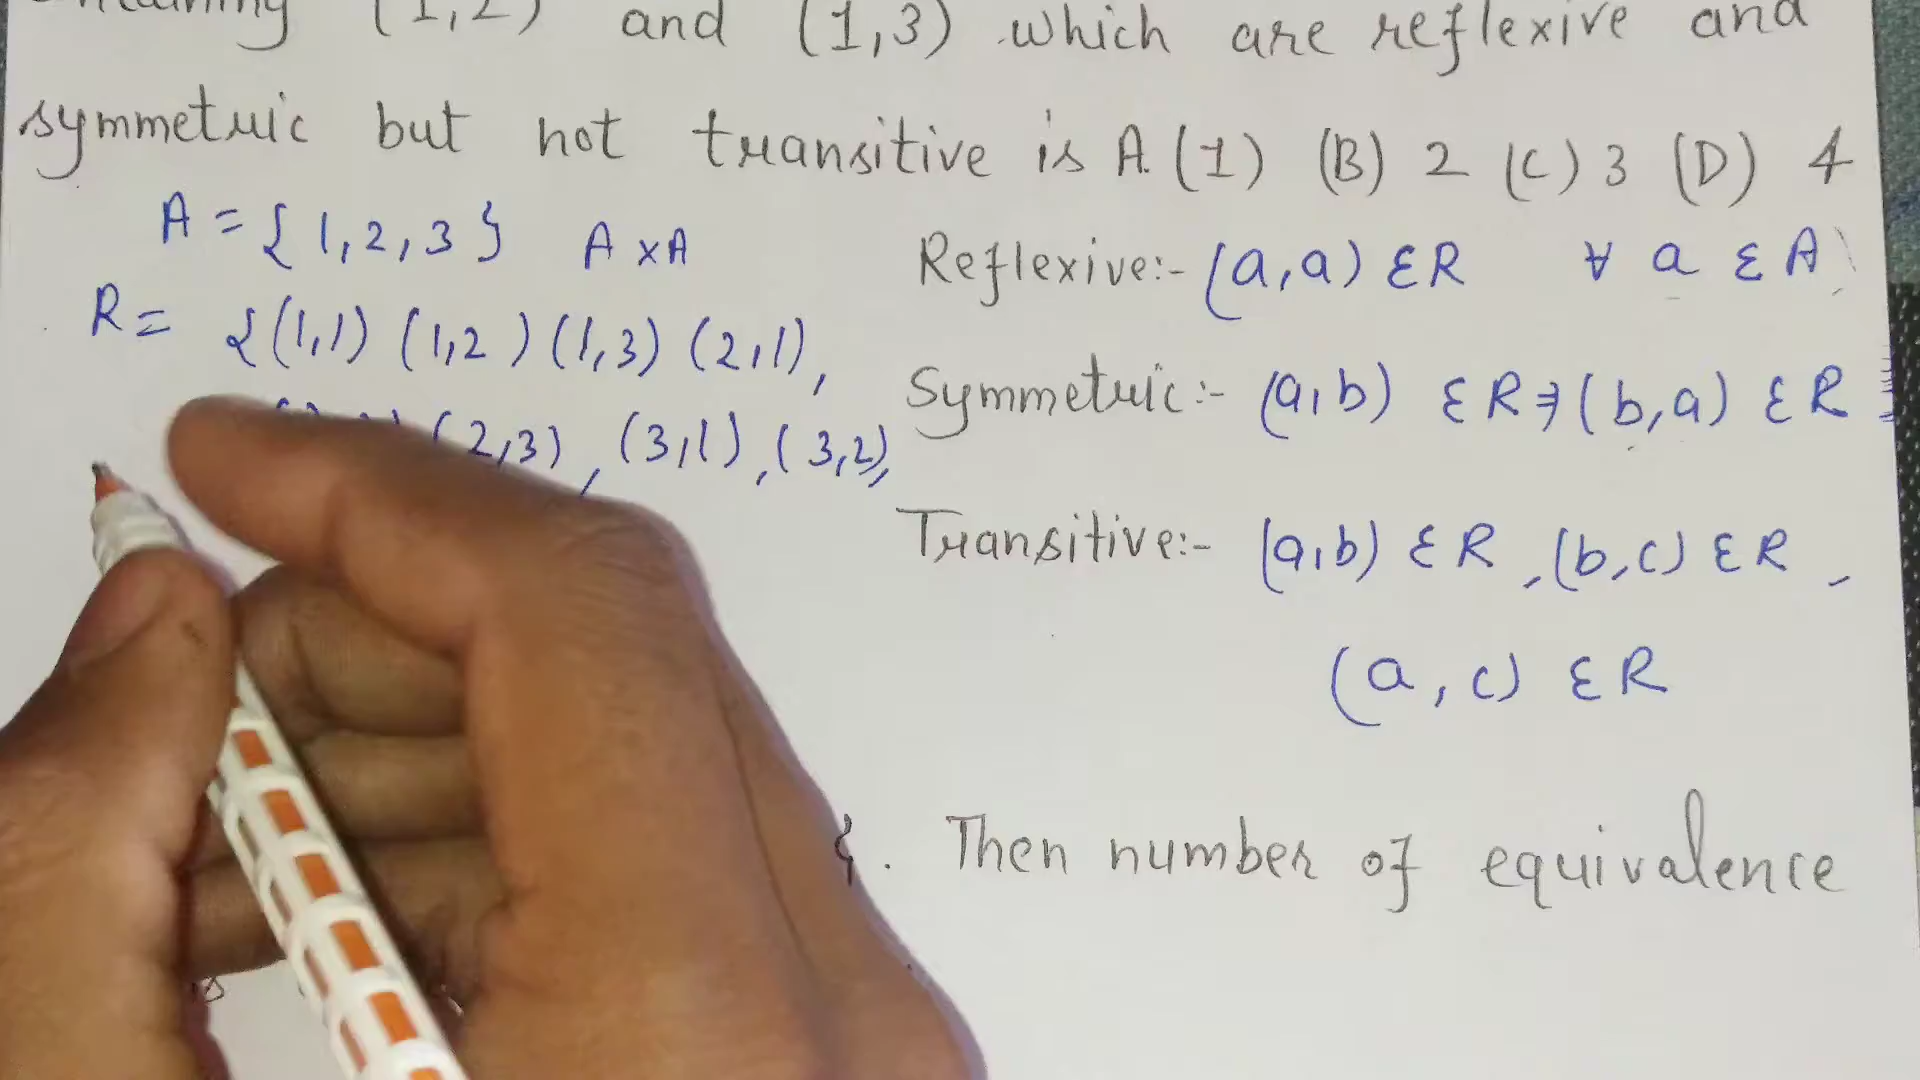 (1,2) and (1,3) which are reflexive and
symmetric but not transitive is A. (1) (B) 2 (C) 3 (D) 4
A = { 1, 2, 3 } A × A
R = {(1,1) (1,2) (1,3) (2,1),
(2,3), (3,1), (3,2),
Reflexive:- (a,a) ∈ R ∀ a ∈ A
Symmetric:- (a,b) ∈ R ∋ (b,a) ∈ R
Transitive:- (a,b) ∈ R, (b,c) ∈ R,
(a,c) ∈ R
}. Then number of equivalence